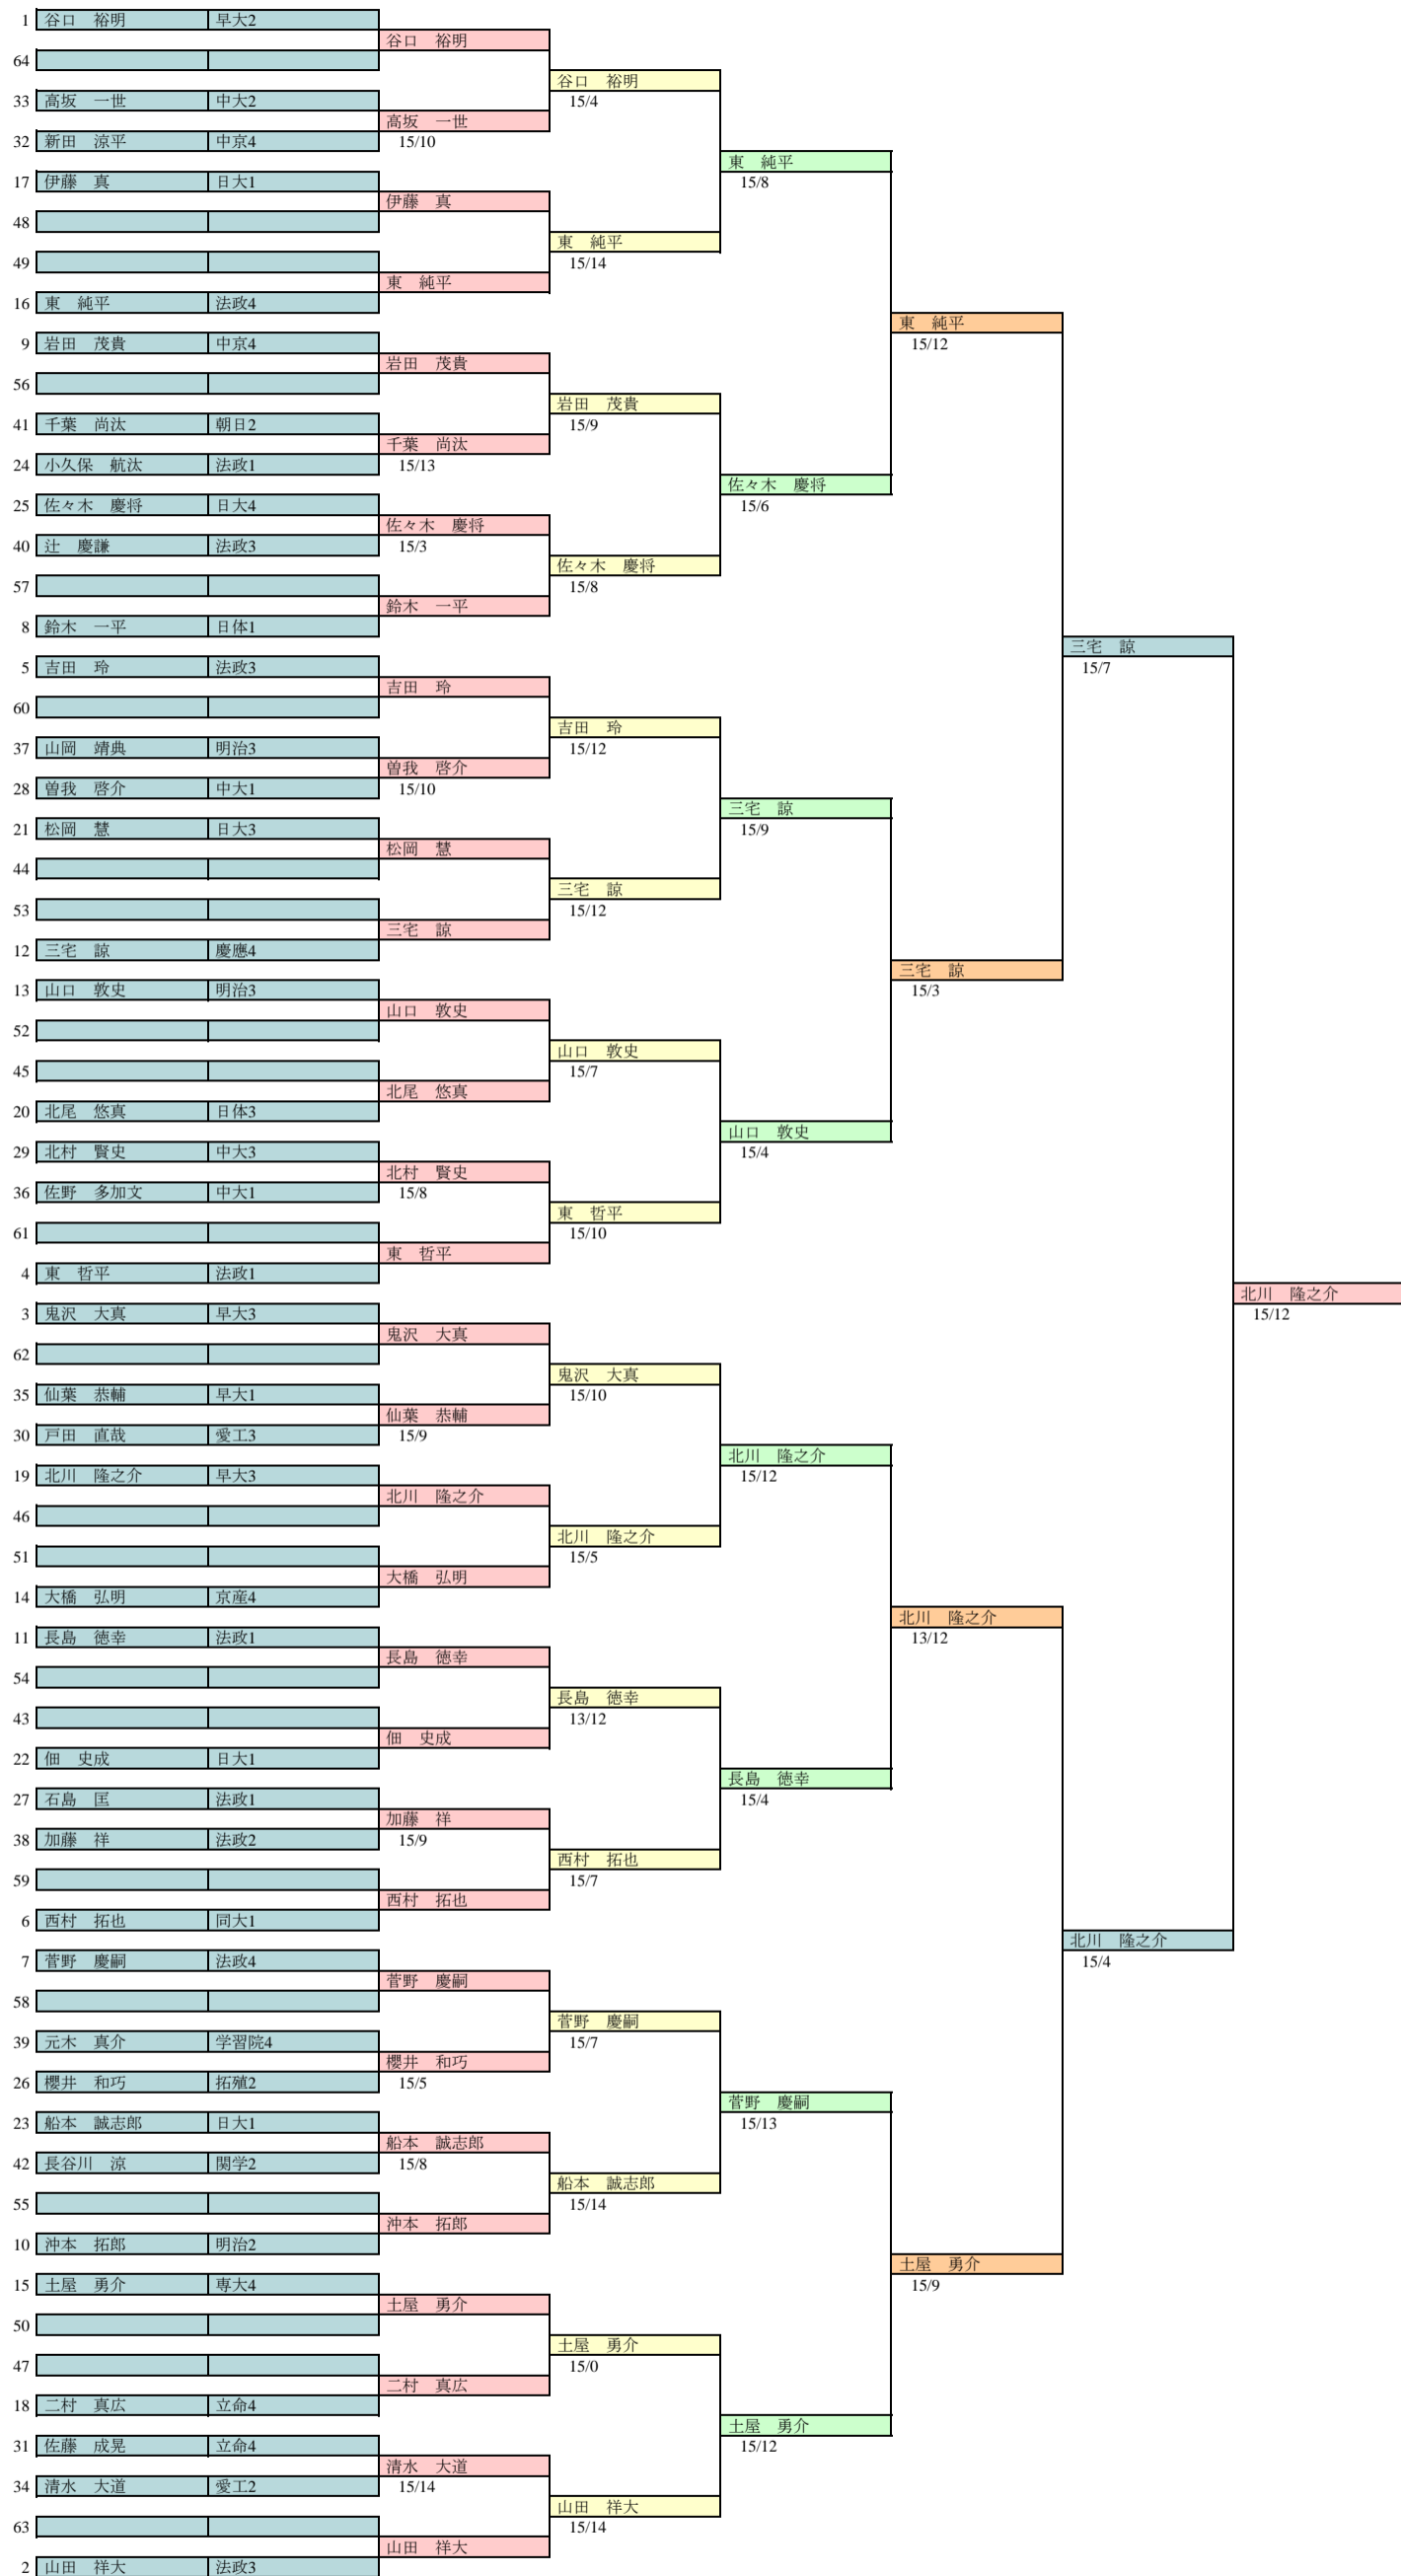 1 谷口　裕明 早大2
谷口　裕明
64
谷口　裕明
15/4
33 高坂　一世 中大2
高坂　一世
32 新田　涼平 中京4 15/10
東　純平
15/8
17 伊藤　真 日大1
伊藤　真
48
東　純平
15/14
49
東　純平
16 東　純平 法政4
東　純平
15/12
9 岩田　茂貴 中京4
岩田　茂貴
56
岩田　茂貴
15/9
41 千葉　尚汰 朝日2
千葉　尚汰
24 小久保　航汰 法政1 15/13
佐々木　慶将
15/6
25 佐々木　慶将 日大4
佐々木　慶将
40 辻　慶謙 法政3 15/3
佐々木　慶将
15/8
57
鈴木　一平
8 鈴木　一平 日体1
三宅　諒
15/7
5 吉田　玲 法政3
吉田　玲
60
吉田　玲
15/12
37 山岡　靖典 明治3
曽我　啓介
28 曽我　啓介 中大1 15/10
三宅　諒
15/9
21 松岡　慧 日大3
松岡　慧
44
三宅　諒
15/12
53
三宅　諒
12 三宅　諒 慶應4
三宅　諒
15/3
13 山口　敦史 明治3
山口　敦史
52
山口　敦史
15/7
45
北尾　悠真
20 北尾　悠真 日体3
山口　敦史
15/4
29 北村　賢史 中大3
北村　賢史
36 佐野　多加文 中大1 15/8
東　哲平
15/10
61
東　哲平
4 東　哲平 法政1
北川　隆之介
15/12
3 鬼沢　大真 早大3
鬼沢　大真
62
鬼沢　大真
15/10
35 仙葉　恭輔 早大1
仙葉　恭輔
30 戸田　直哉 愛工3 15/9
北川　隆之介
15/12
19 北川　隆之介 早大3
北川　隆之介
46
北川　隆之介
15/5
51
大橋　弘明
14 大橋　弘明 京産4
北川　隆之介
13/12
11 長島　徳幸 法政1
長島　徳幸
54
長島　徳幸
13/12
43
佃　史成
22 佃　史成 日大1
長島　徳幸
15/4
27 石島　匡 法政1
加藤　祥
38 加藤　祥 法政2 15/9
西村　拓也
15/7
59
西村　拓也
6 西村　拓也 同大1
北川　隆之介
15/4
7 菅野　慶嗣 法政4
菅野　慶嗣
58
菅野　慶嗣
15/7
39 元木　真介 学習院4
櫻井　和巧
26 櫻井　和巧 拓殖2 15/5
菅野　慶嗣
15/13
23 船本　誠志郎 日大1
船本　誠志郎
42 長谷川　涼 関学2 15/8
船本　誠志郎
15/14
55
沖本　拓郎
10 沖本　拓郎 明治2
土屋　勇介
15/9
15 土屋　勇介 専大4
土屋　勇介
50
土屋　勇介
15/0
47
二村　真広
18 二村　真広 立命4
土屋　勇介
15/12
31 佐藤　成晃 立命4
清水　大道
34 清水　大道 愛工2 15/14
山田　祥大
15/14
63
山田　祥大
2 山田　祥大 法政3